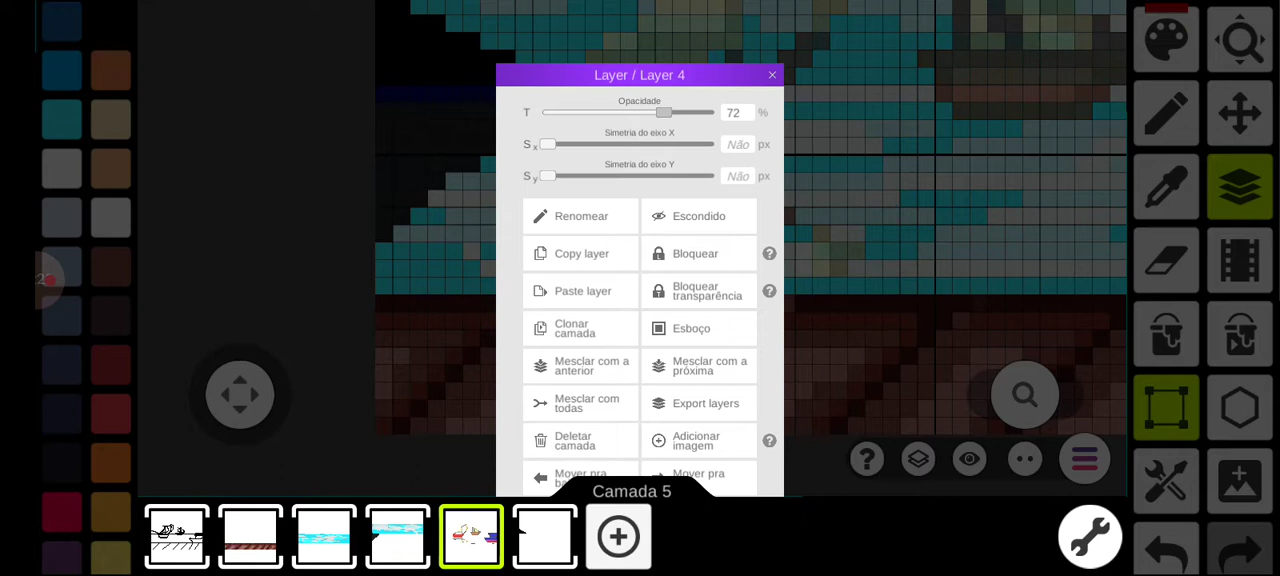 Layer / Layer 4 ×
Opacidade
T 72 %
Simetria do eixo X
Sx Não px
Simetria do eixo Y
Sy Não px
Renomear Escondido
Copy layer Bloquear ?
Paste layer Bloquear ?
transparência
Clonar Esboço
camada
Mesclar com a Mesclar com a
anterior próxima
Mesclar com Export layers
todas
Deletar Adicionar ?
camada imagem
Mover pra Mover pra
Camada 5
?